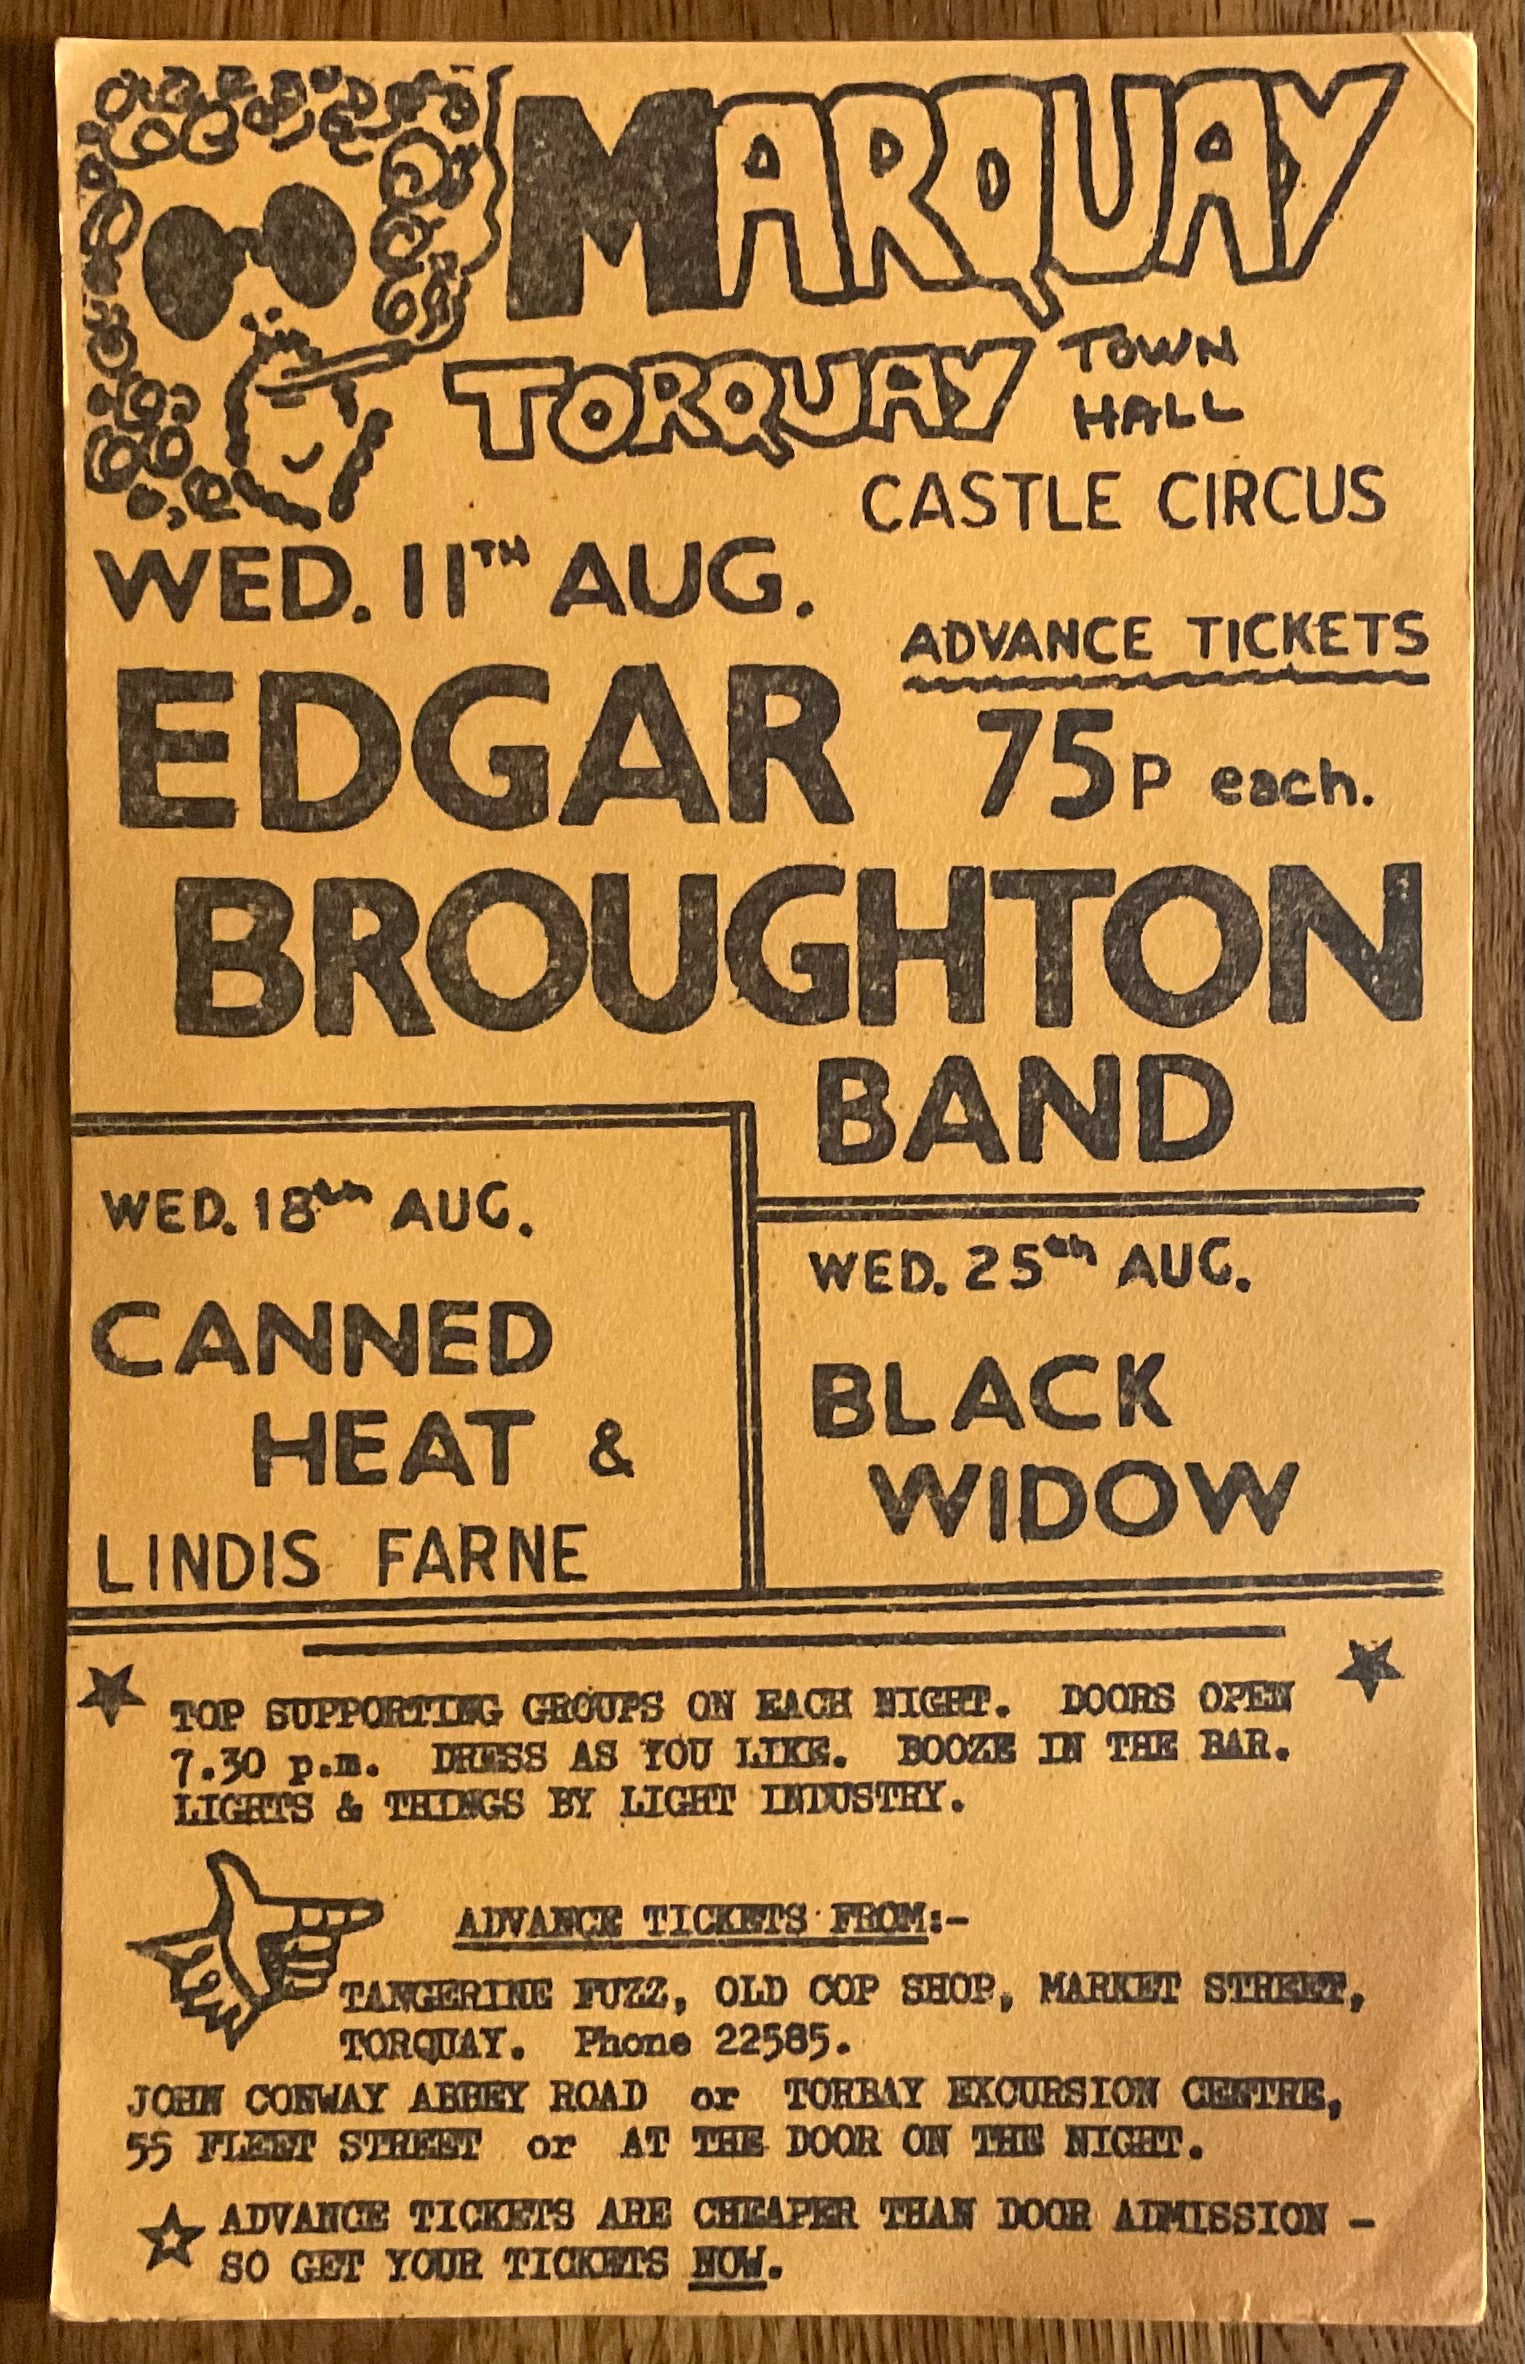 MARQUAY
TORQUAY TOWN HALL
CASTLE CIRCUS
WED. 11TH AUG.
ADVANCE TICKETS
75P each.
EDGAR
BROUGHTON
BAND
WED. 18th AUG.
CANNED
HEAT &
LINDIS FARNE
WED. 25th AUG.
BLACK
WIDOW
TOP SUPPORTING GROUPS ON EACH NIGHT. DOORS OPEN
7.30 p.m. DRESS AS YOU LIKE. BOOZE IN THE BAR.
LIGHTS & THINGS BY LIGHT INDUSTRY.
ADVANCE TICKETS FROM:-
TANGERINE FUZZ, OLD COP SHOP, MARKET STREET,
TORQUAY. Phone 22585.
JOHN CONWAY ABBEY ROAD or TORBAY EXCURSION CENTRE,
55 FLEET STREET or AT THE DOOR ON THE NIGHT.
ADVANCE TICKETS ARE CHEAPER THAN DOOR ADMISSION -
SO GET YOUR TICKETS NOW.